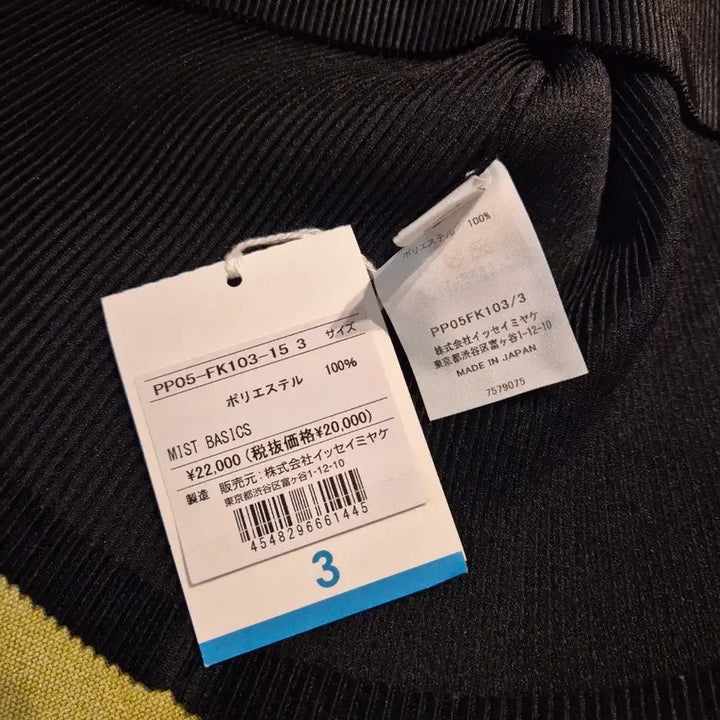 PP05-FK103-15 3 サイズ
ポリエステル 100%
MIST BASICS
¥22,000(税抜価格¥20,000)
製造 販売元:株式会社イッセイミヤケ
東京都渋谷区富ヶ谷1-12-10
4548296661445
3
ポリエステル 100%
PP05FK103/3
株式会社イッセイミヤケ
東京都渋谷区富ヶ谷1-12-10
MADE IN JAPAN
7579075